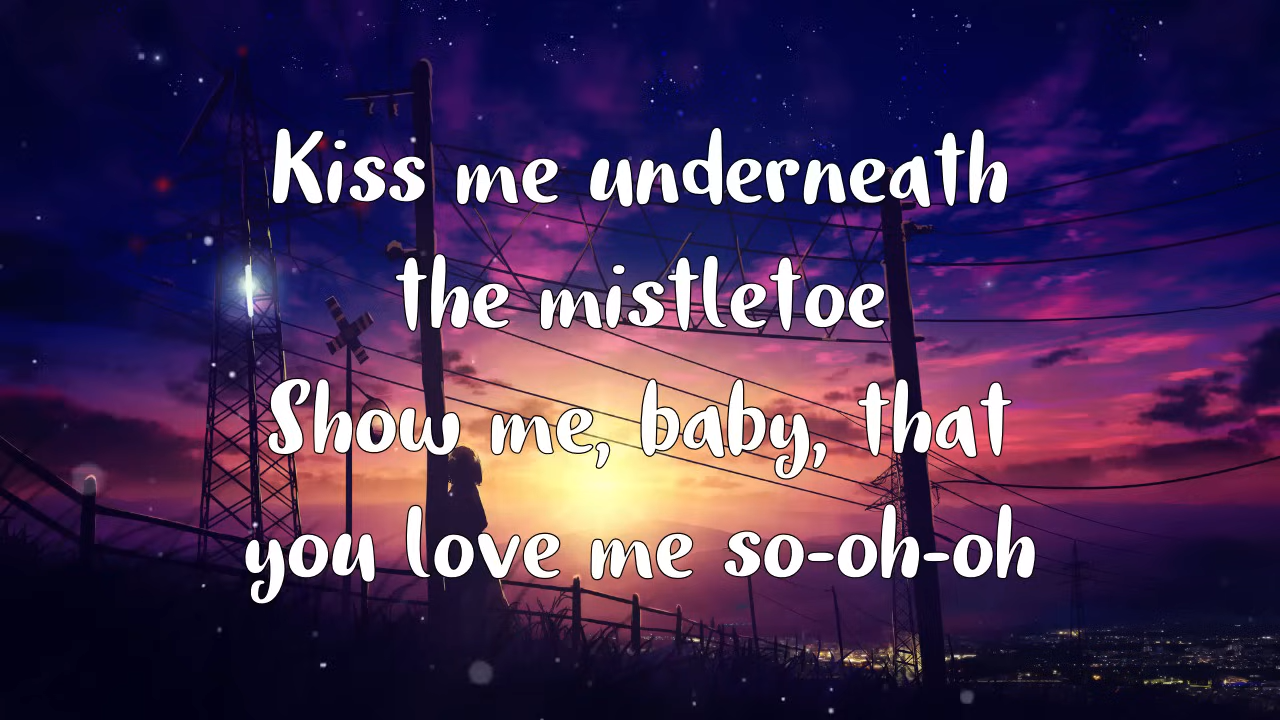 Kiss me underneath
the mistletoe
Show me, baby, that
you love me so-oh-oh